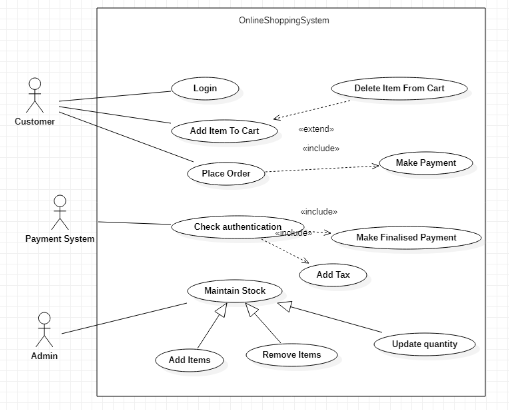 OnlineShoppingSystem
Login
Delete Item From Cart
Customer
Add Item To Cart
«extend»
«include»
Place Order
Make Payment
Payment System
Check authentication
«include»
«include»
Make Finalised Payment
Add Tax
Maintain Stock
Admin
Add Items
Remove Items
Update quantity